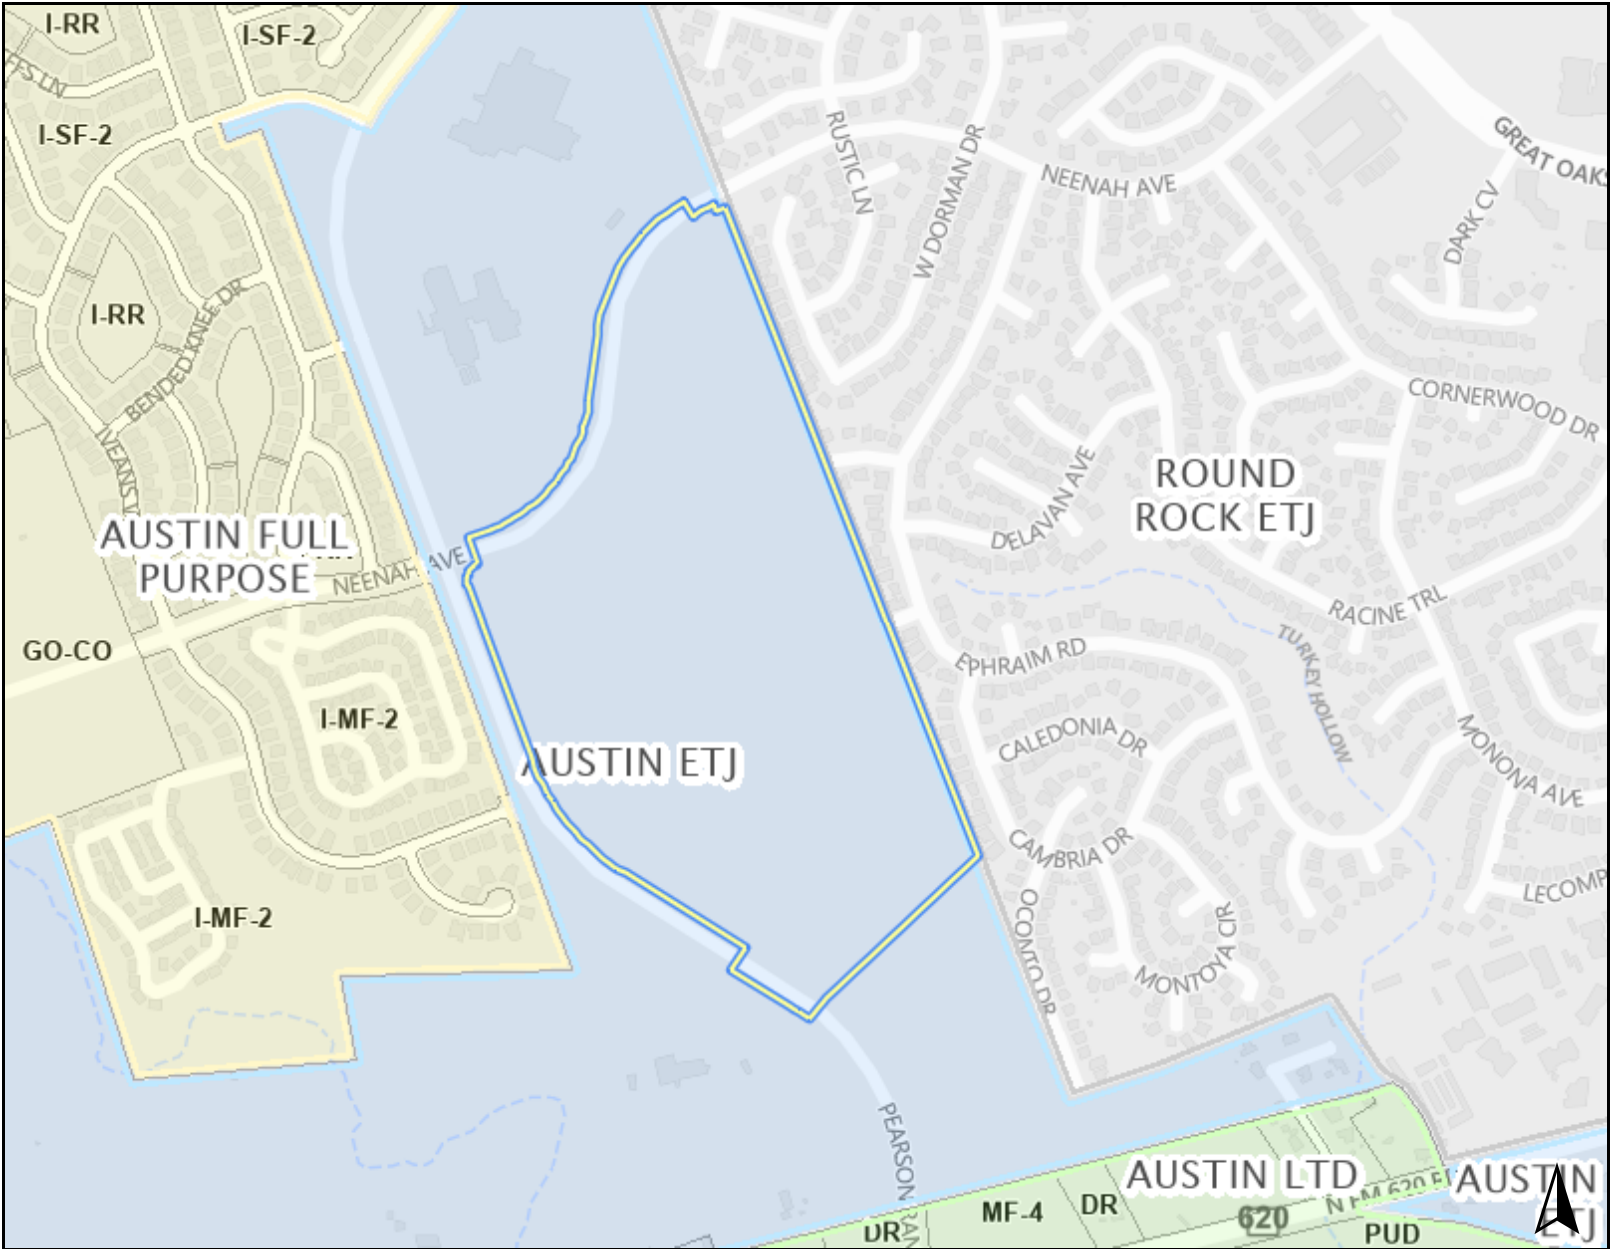 I-RR
I-SF-2
I-SF-2
RUSTIC LN
W DORMAN DR
NEENAH AVE
GREAT OAKS
DARK CV
I-RR
BENDED KNEE DR
CORNERWOOD DR
ROUND
ROCK ETJ
DELAVAN AVE
AUSTIN FULL
PURPOSE
NEENAH AVE
RACINE TRL
TURKEY HOLLOW
GO-CO
EPHRAIM RD
I-MF-2
CALEDONIA DR
MONONA AVE
AUSTIN ETJ
CAMBRIA DR
LECOMP
OCONTO DR
I-MF-2
MONTOYA CIR
PEARSON
AUSTIN LTD
AUSTIN
ETJ
N FM 620
620
MF-4
DR
DR
PUD